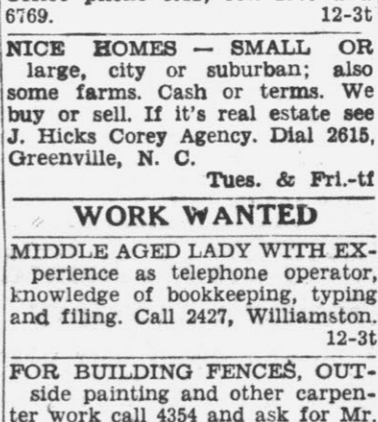 6769. 12-3t
NICE HOMES — SMALL OR
large, city or suburban; also
some farms. Cash or terms. We
buy or sell. If it's real estate see
J. Hicks Corey Agency. Dial 2615,
Greenville, N. C.
Tues. & Fri.-tf
WORK WANTED
MIDDLE AGED LADY WITH EX-
perience as telephone operator,
knowledge of bookkeeping, typing
and filing. Call 2427, Williamston.
12-3t
FOR BUILDING FENCES, OUT-
side painting and other carpen-
ter work call 4354 and ask for Mr.